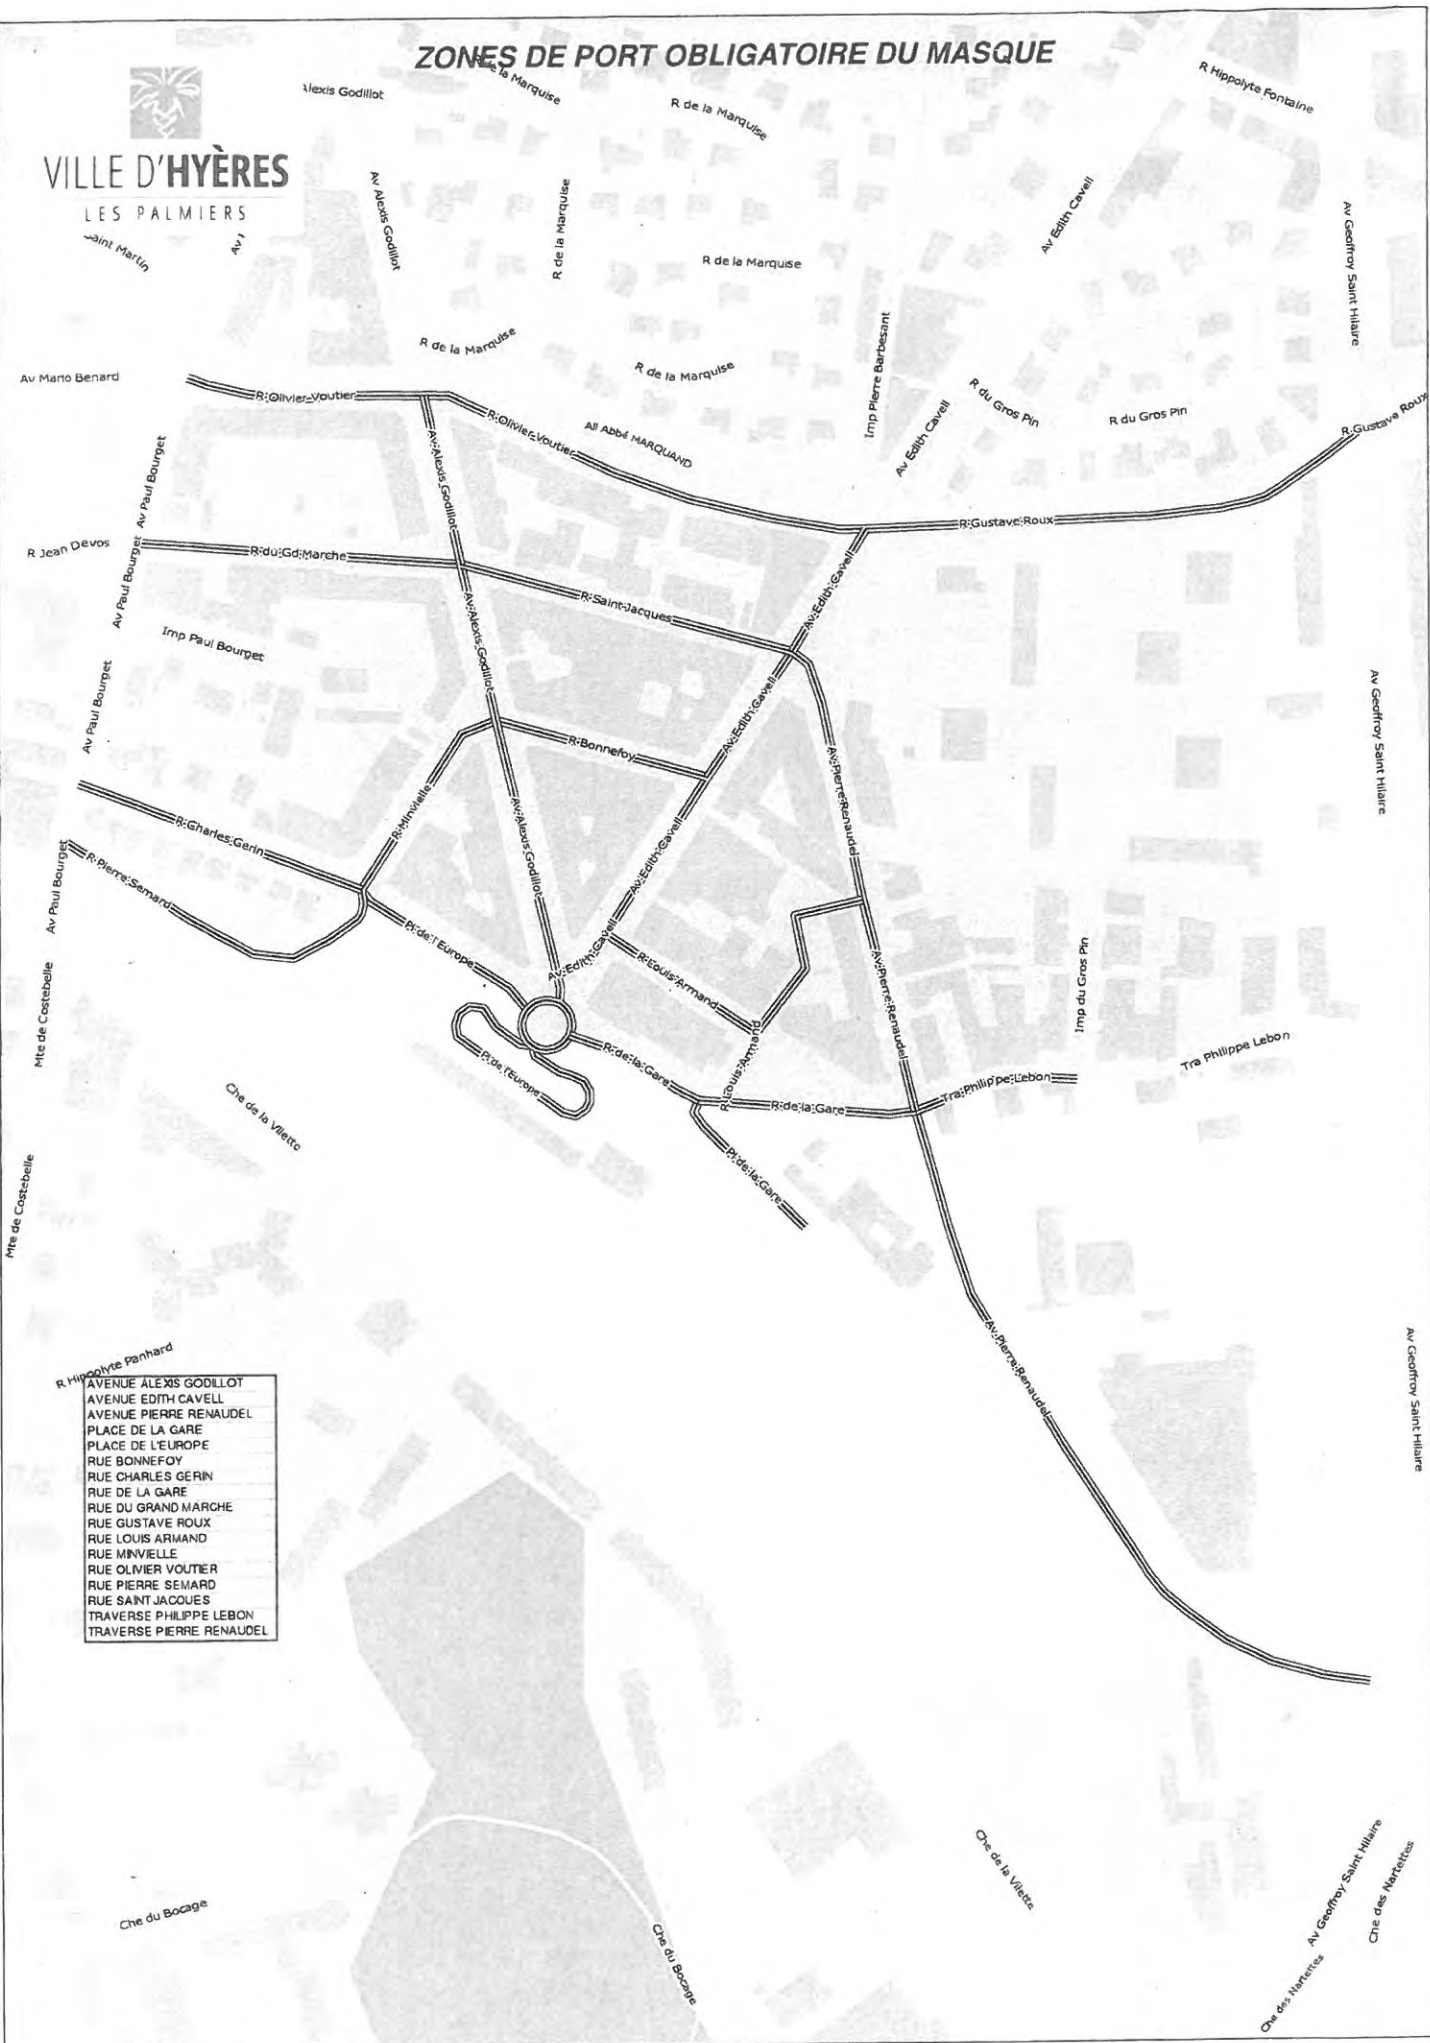 ZONES DE PORT OBLIGATOIRE DU MASQUE
VILLE D'HYÈRES
LES PALMIERS
Alexis Godillot
R de la Marquise
R de la Marquise
R Hippolyte Fontaine
Saint Martin
Av Alexis Godillot
R de la Marquise
R de la Marquise
Av Edith Cavell
Av Geoffroy Saint Hilaire
R de la Marquise
R de la Marquise
Imp Pierre Barbesant
Av Mario Benard
R Olivier Voutier
R Olivier Voutier
All Abbé MARQUAND
Av Edith Cavell
R du Gros Pin
R du Gros Pin
R Gustave Roux
Av Paul Bourget
Av Alexis Godillot
R Gustave Roux
R Jean Devos
Av Paul Bourget
R du Gd Marche
R Saint Jacques
Av Edith Cavell
Imp Paul Bourget
Av Alexis Godillot
Av Paul Bourget
R Bonnefoy
Av Edith Cavell
Av Pierre Renaudel
Av Geoffroy Saint Hilaire
R Charles Gerin
R Minvielle
Av Alexis Godillot
Av Edith Cavell
R Pierre Semard
Av Paul Bourget
Pl de l'Europe
Av Edith Cavell
R Louis Armand
Av Pierre Renaudel
Imp du Gros Pin
Mte de Costebelle
Pl de l'Europe
R de la Gare
R Louis Armand
R de la Gare
Tra Philippe Lebon
Tra Philippe Lebon
Che de la Vilette
Pl de la Gare
Mte de Costebelle
Av Pierre Renaudel
Av Geoffroy Saint Hilaire
R Hippolyte Panhard
AVENUE ALEXIS GODILLOT
AVENUE EDITH CAVELL
AVENUE PIERRE RENAUDEL
PLACE DE LA GARE
PLACE DE L'EUROPE
RUE BONNEFOY
RUE CHARLES GERIN
RUE DE LA GARE
RUE DU GRAND MARCHE
RUE GUSTAVE ROUX
RUE LOUIS ARMAND
RUE MINVIELLE
RUE OLIVIER VOUTIER
RUE PIERRE SEMARD
RUE SAINT JACQUES
TRAVERSE PHILIPPE LEBON
TRAVERSE PIERRE RENAUDEL
Che du Bocage
Che du Bocage
Che de la Vilette
Av Geoffroy Saint Hilaire
Che des Nartettes
Che des Nartettes